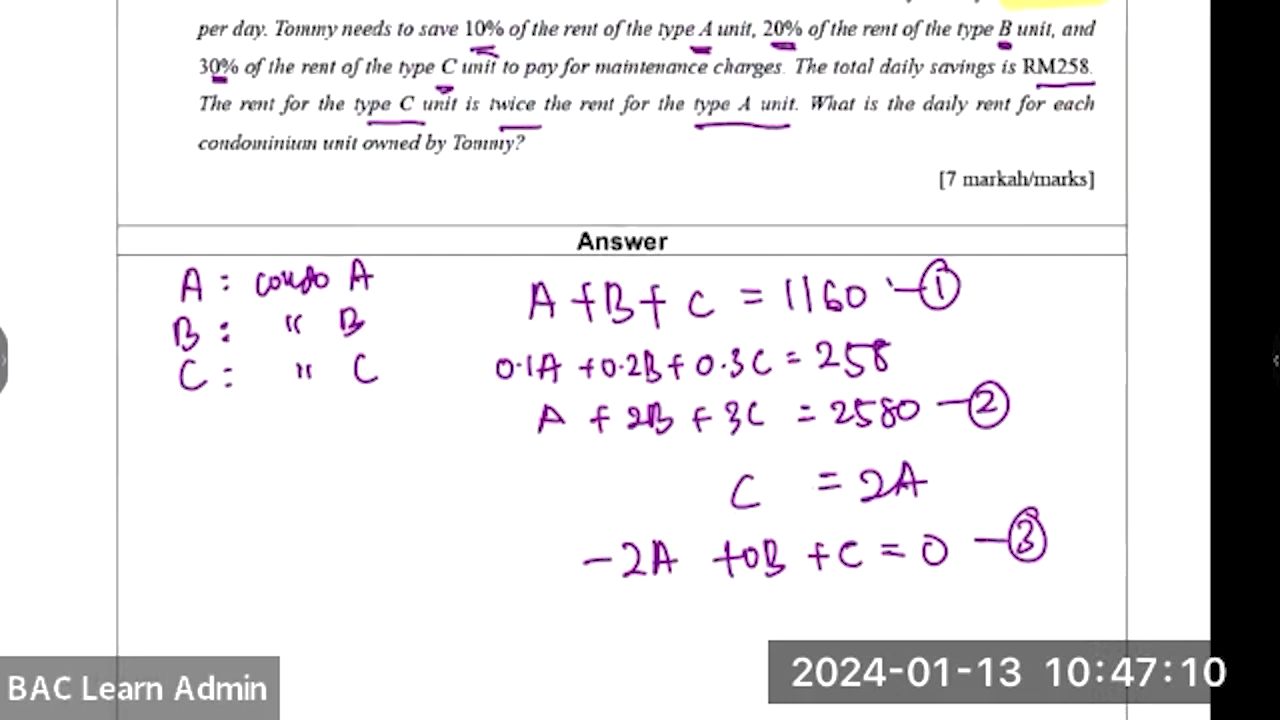 per day. Tommy needs to save 10% of the rent of the type A unit, 20% of the rent of the type B unit, and
30% of the rent of the type C unit to pay for maintenance charges. The total daily savings is RM258.
The rent for the type C unit is twice the rent for the type A unit. What is the daily rent for each
condominium unit owned by Tommy?
[7 markah/marks]
Answer
A : condo A
B : " B
C : " C
A + B + C = 1160 — ①
0.1A + 0.2B + 0.3C = 258
A + 2B + 3C = 2580 — ②
C = 2A
-2A + 0B + C = 0 — ③
BAC Learn Admin
2024-01-13 10:47:10